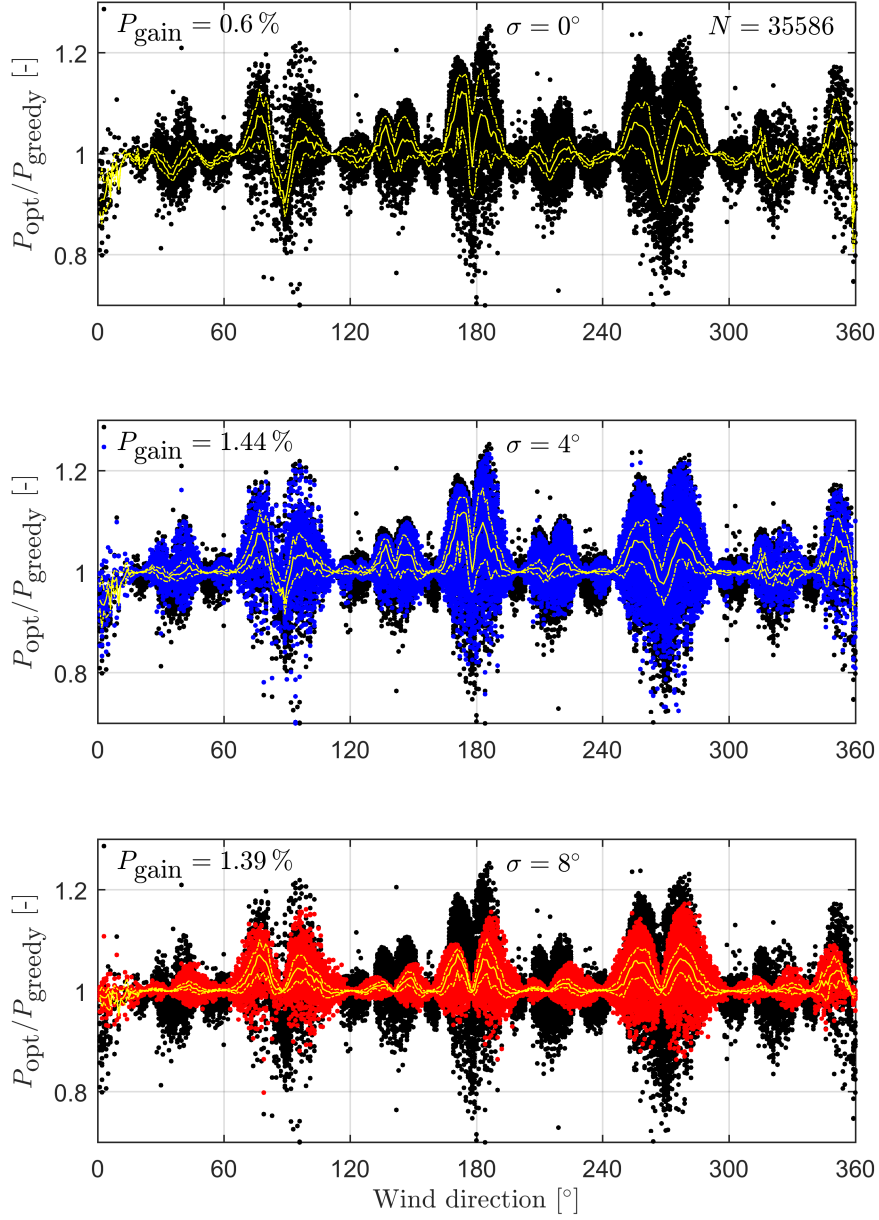 P_gain = 0.6 % σ = 0° N = 35586
1.2
1
0.8
P_opt/P_greedy [-]
0 60 120 180 240 300 360
P_gain = 1.44 % σ = 4°
1.2
1
0.8
P_opt/P_greedy [-]
0 60 120 180 240 300 360
P_gain = 1.39 % σ = 8°
1.2
1
0.8
P_opt/P_greedy [-]
0 60 120 180 240 300 360
Wind direction [°]